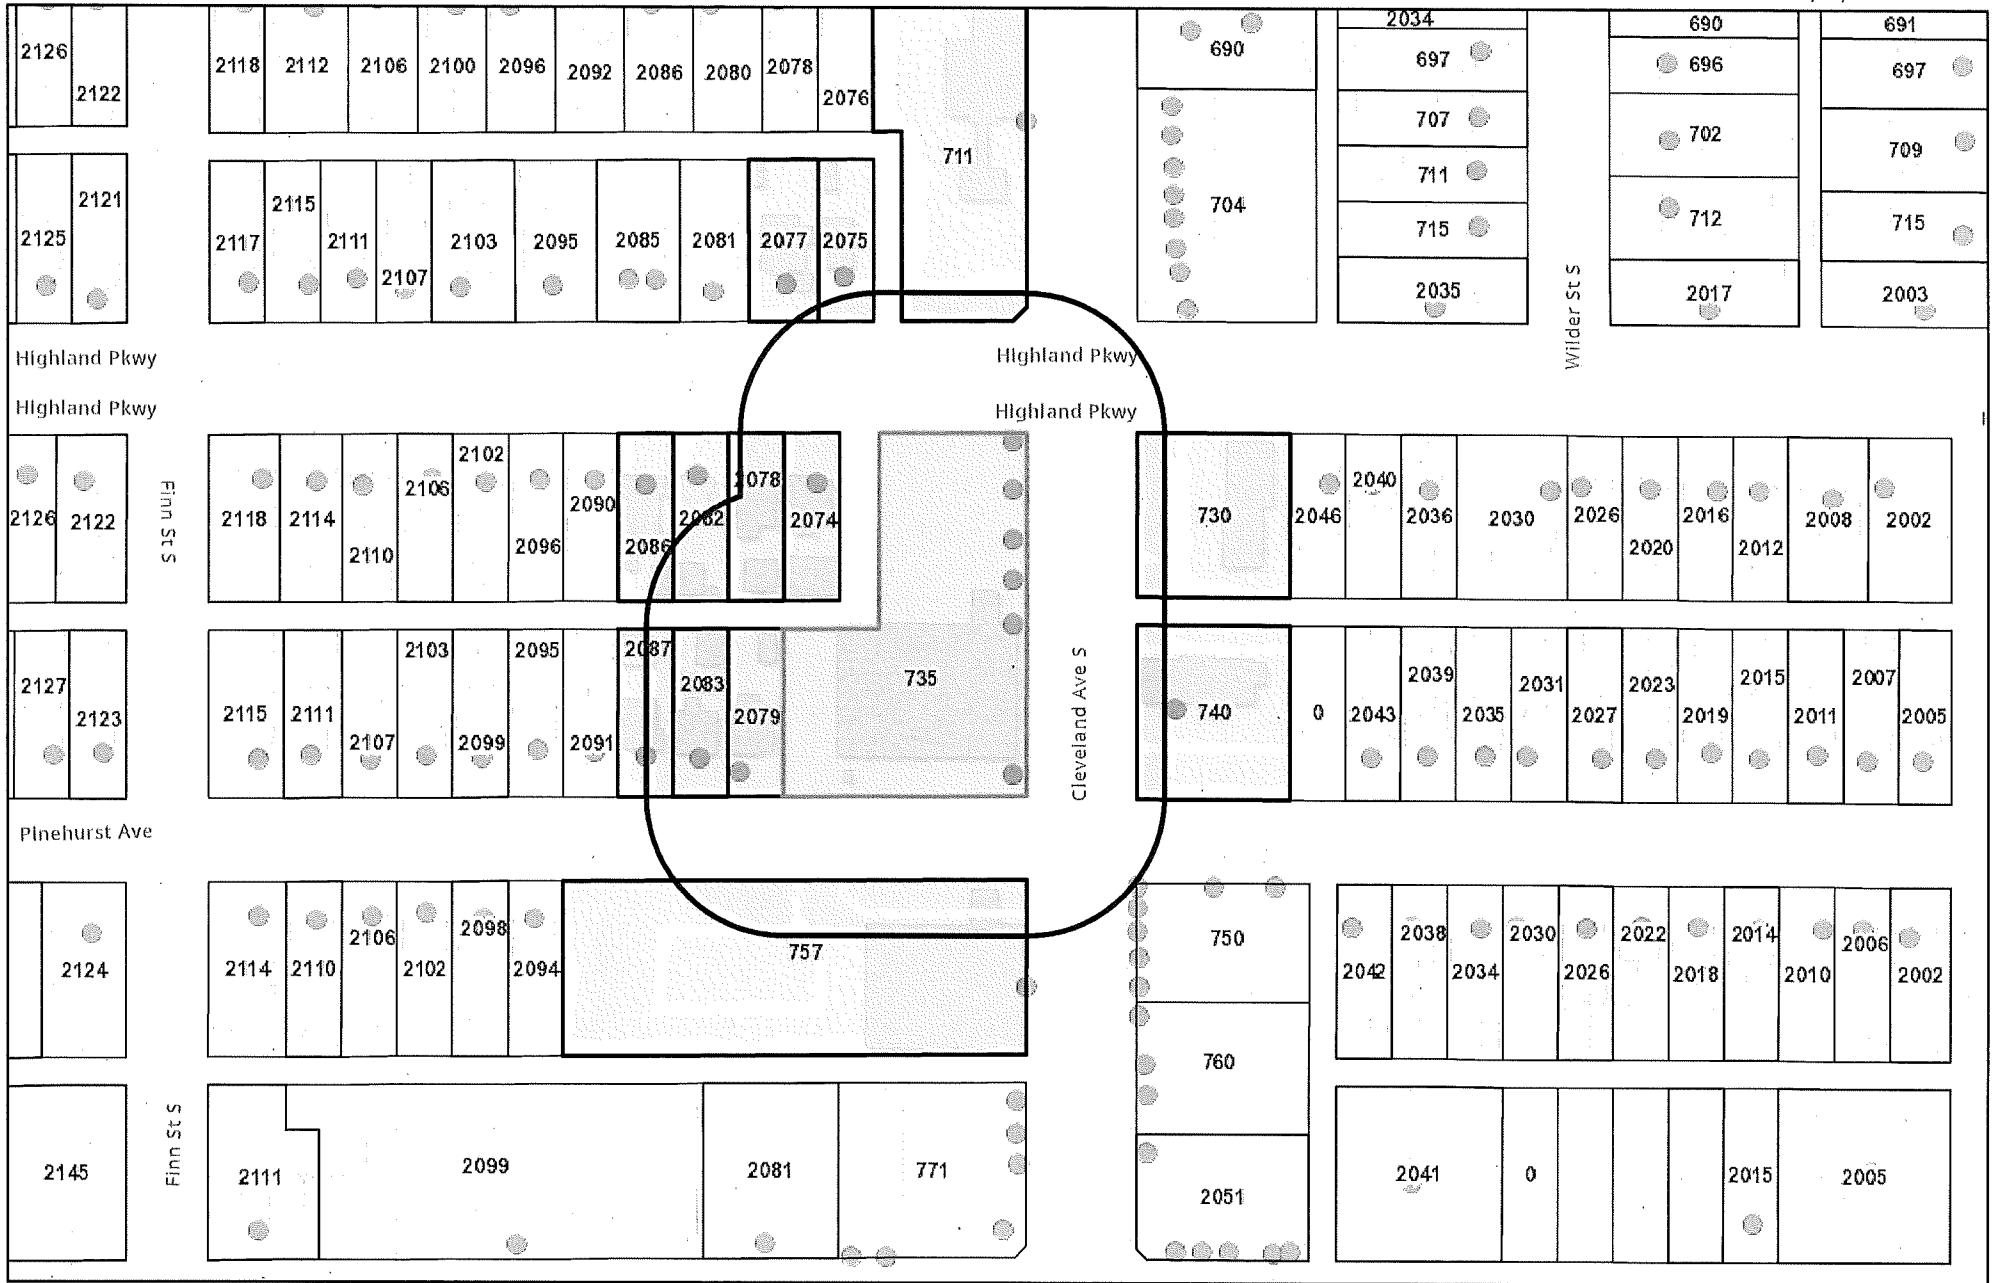 2034 690 691
2126 2118 2112 2106 2100 2096 2092 2086 2080 2078 690 697 696 697
2122 2076
707 702 709
711 711
2121 2115 704 715 712 715
2125 2117 2111 2107 2103 2095 2085 2081 2077 2075
2035 2017 2003
Wilder St S
Highland Pkwy Highland Pkwy
Highland Pkwy Highland Pkwy
2102 2078 2040
2106 2090
2126 2122 2118 2114 2082 2074 730 2046 2036 2030 2026 2016 2008 2002
Finn St S
2110 2096 2086 2020 2012
2103 2095 2087
2127 2083 735 2039 2031 2023 2015 2007
2123 2115 2111 2079 740 0 2043 2035 2027 2019 2011 2005
2107 2099 2091
Cleveland Ave S
Pinehurst Ave
2106 2098 750 2038 2030 2022 2014 2006
2124 2114 2110 2102 2094 757 2042 2034 2026 2018 2010 2002
760
Finn St S
2145 2111 2099 2081 771 2051 2041 0 2015 2005